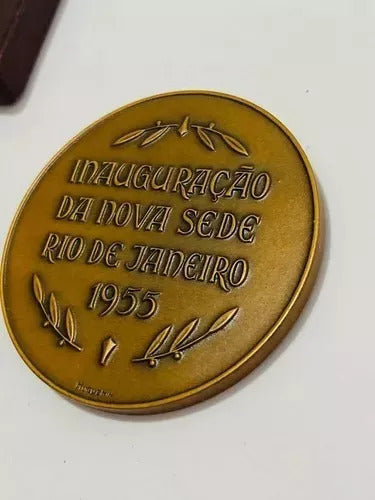 INAUGURAÇÃO
DA NOVA SEDE
RIO DE JANEIRO
1955